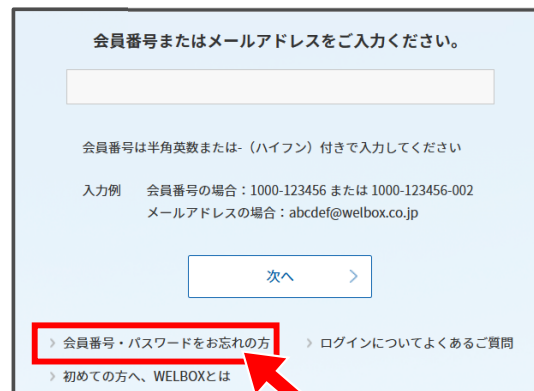 会員番号またはメールアドレスをご入力ください。
会員番号は半角英数または-（ハイフン）付きで入力してください
入力例　会員番号の場合：1000-123456 または 1000-123456-002
メールアドレスの場合：abcdef@welbox.co.jp
次へ
会員番号・パスワードをお忘れの方　ログインについてよくあるご質問
初めての方へ、WELBOXとは